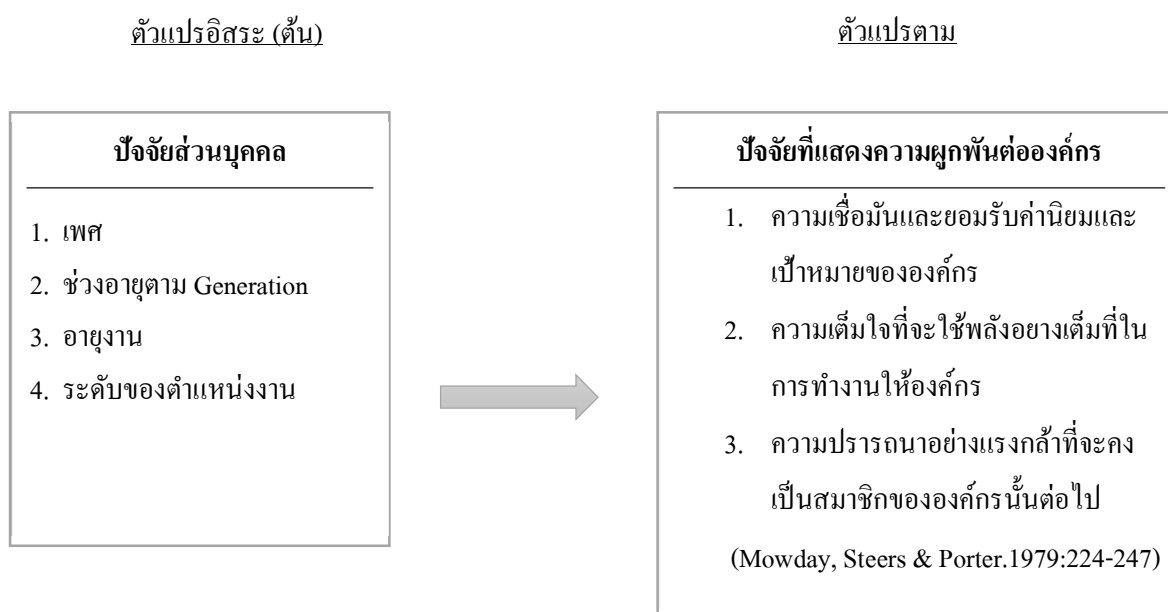 ตัวแปรอิสระ (ต้น)
ตัวแปรตาม
ปัจจัยส่วนบุคคล
1. เพศ
2. ช่วงอายุตาม Generation
3. อายุงาน
4. ระดับของตำแหน่งงาน
ปัจจัยที่แสดงความผูกพันต่อองค์กร
1. ความเชื่อมันและยอมรับค่านิยมและ
เป้าหมายขององค์กร
2. ความเต็มใจที่จะใช้พลังอยางเต็มที่ใน
การทำงานให้องค์กร
3. ความปรารถนาอย่างแรงกล้าที่จะคง
เป็นสมาชิกขององค์กรนั้นต่อไป
(Mowday, Steers & Porter.1979:224-247)